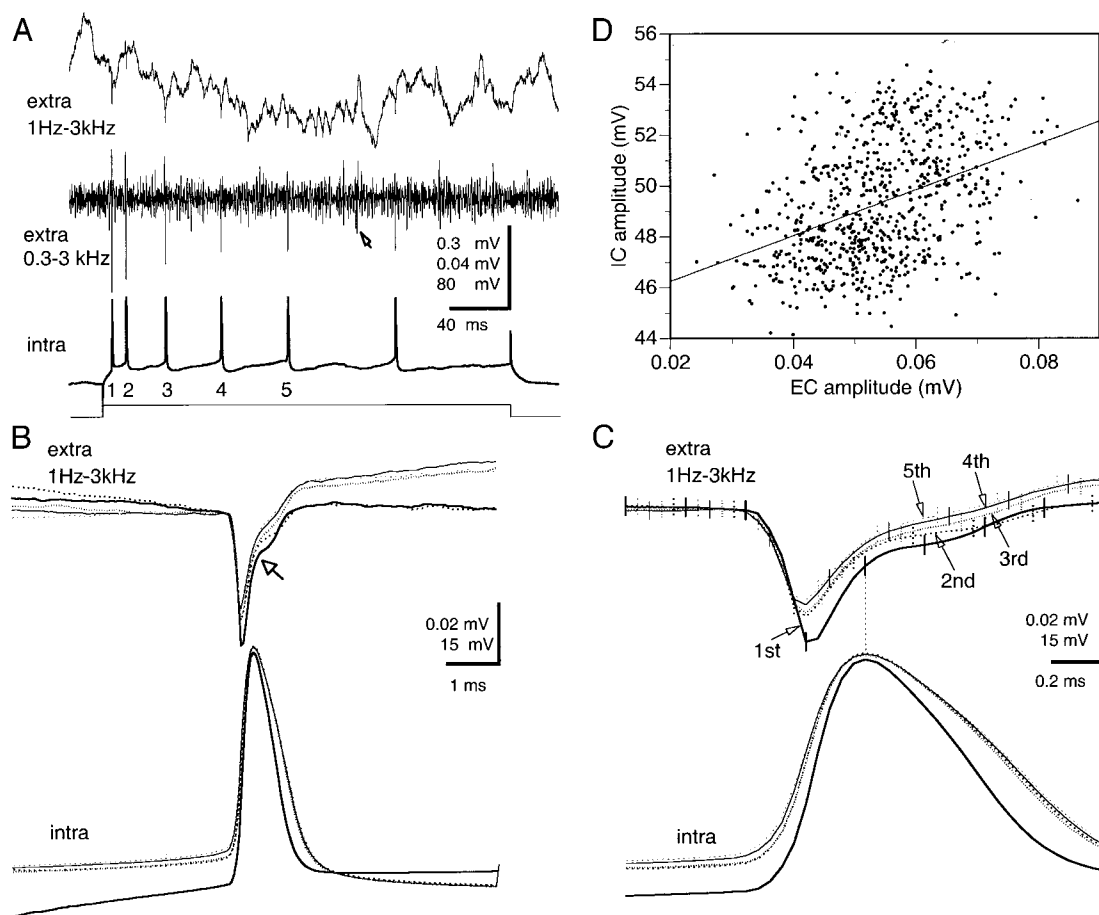 A
extra
1Hz-3kHz
extra
0.3-3 kHz
0.3 mV
0.04 mV
80 mV
40 ms
intra
1 2 3 4 5
D
56
54
52
50
48
46
44
IC amplitude (mV)
0.02 0.04 0.06 0.08
EC amplitude (mV)
B
extra
1Hz-3kHz
0.02 mV
15 mV
1 ms
intra
C
extra
1Hz-3kHz
5th
4th
3rd
2nd
1st
0.02 mV
15 mV
0.2 ms
intra